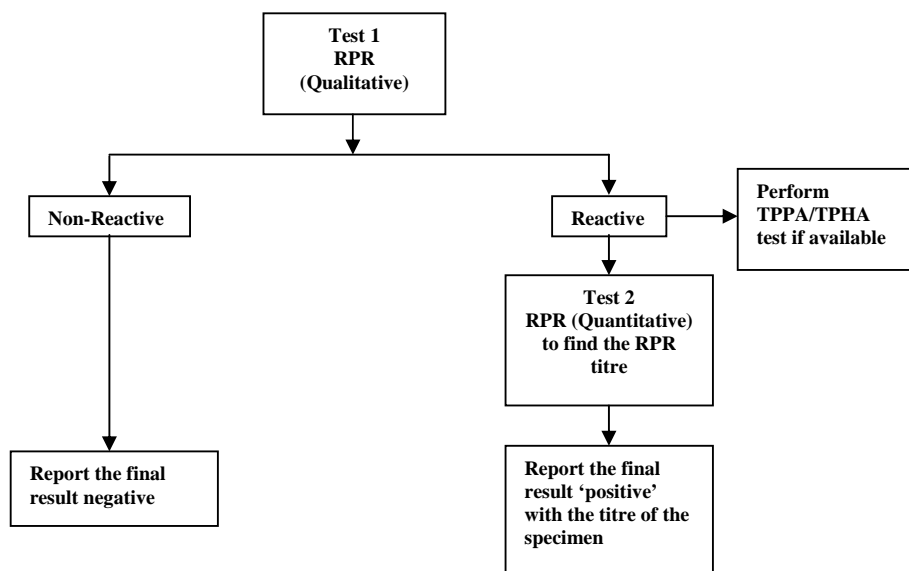 Test 1
RPR
(Qualitative)
Non-Reactive
Reactive
Perform
TPPA/TPHA
test if available
Test 2
RPR (Quantitative)
to find the RPR
titre
Report the final
result negative
Report the final
result ‘positive’
with the titre of the
specimen